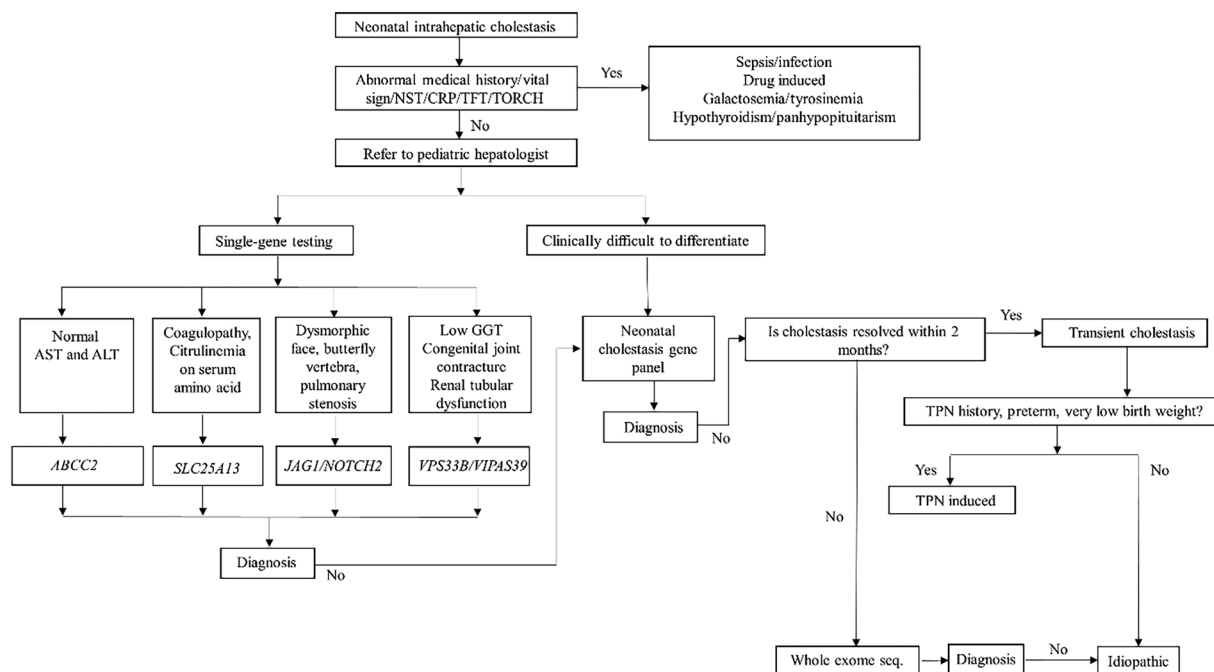 Neonatal intrahepatic cholestasis
Abnormal medical history/vital
sign/NST/CRP/TFT/TORCH
Yes
Sepsis/infection
Drug induced
Galactosemia/tyrosinemia
Hypothyroidism/panhypopituitarism
No
Refer to pediatric hepatologist
Single-gene testing
Clinically difficult to differentiate
Normal
AST and ALT
Coagulopathy,
Citrulinemia
on serum
amino acid
Dysmorphic
face, butterfly
vertebra,
pulmonary
stenosis
Low GGT
Congenital joint
contracture
Renal tubular
dysfunction
ABCC2
SLC25A13
JAG1/NOTCH2
VPS33B/VIPAS39
Diagnosis
No
Neonatal
cholestasis gene
panel
Diagnosis
No
Is cholestasis resolved within 2
months?
Yes
Transient cholestasis
TPN history, preterm, very low birth weight?
Yes
TPN induced
No
No
Whole exome seq.
Diagnosis
No
Idiopathic